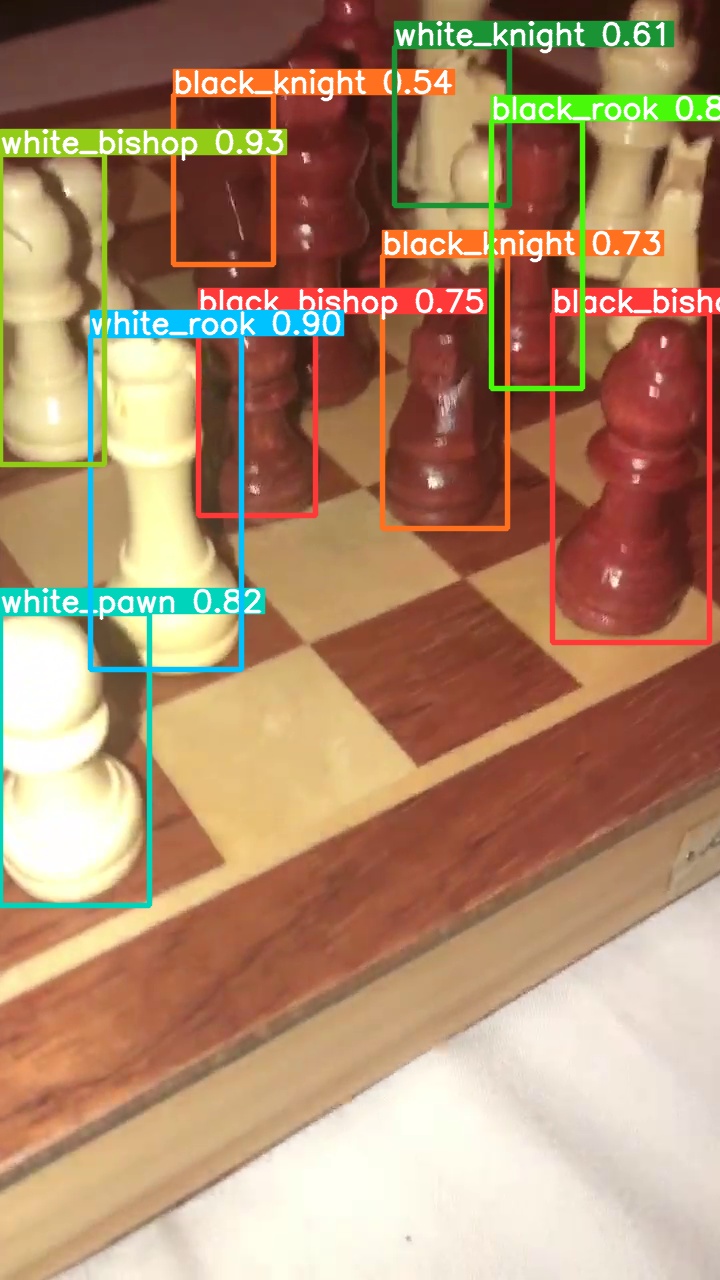 white_knight 0.61
black_knight 0.54
black_rook 0.8
white_bishop 0.93
black_knight 0.73
black_bishop 0.75
black_bisho
white_rook 0.90
white_pawn 0.82